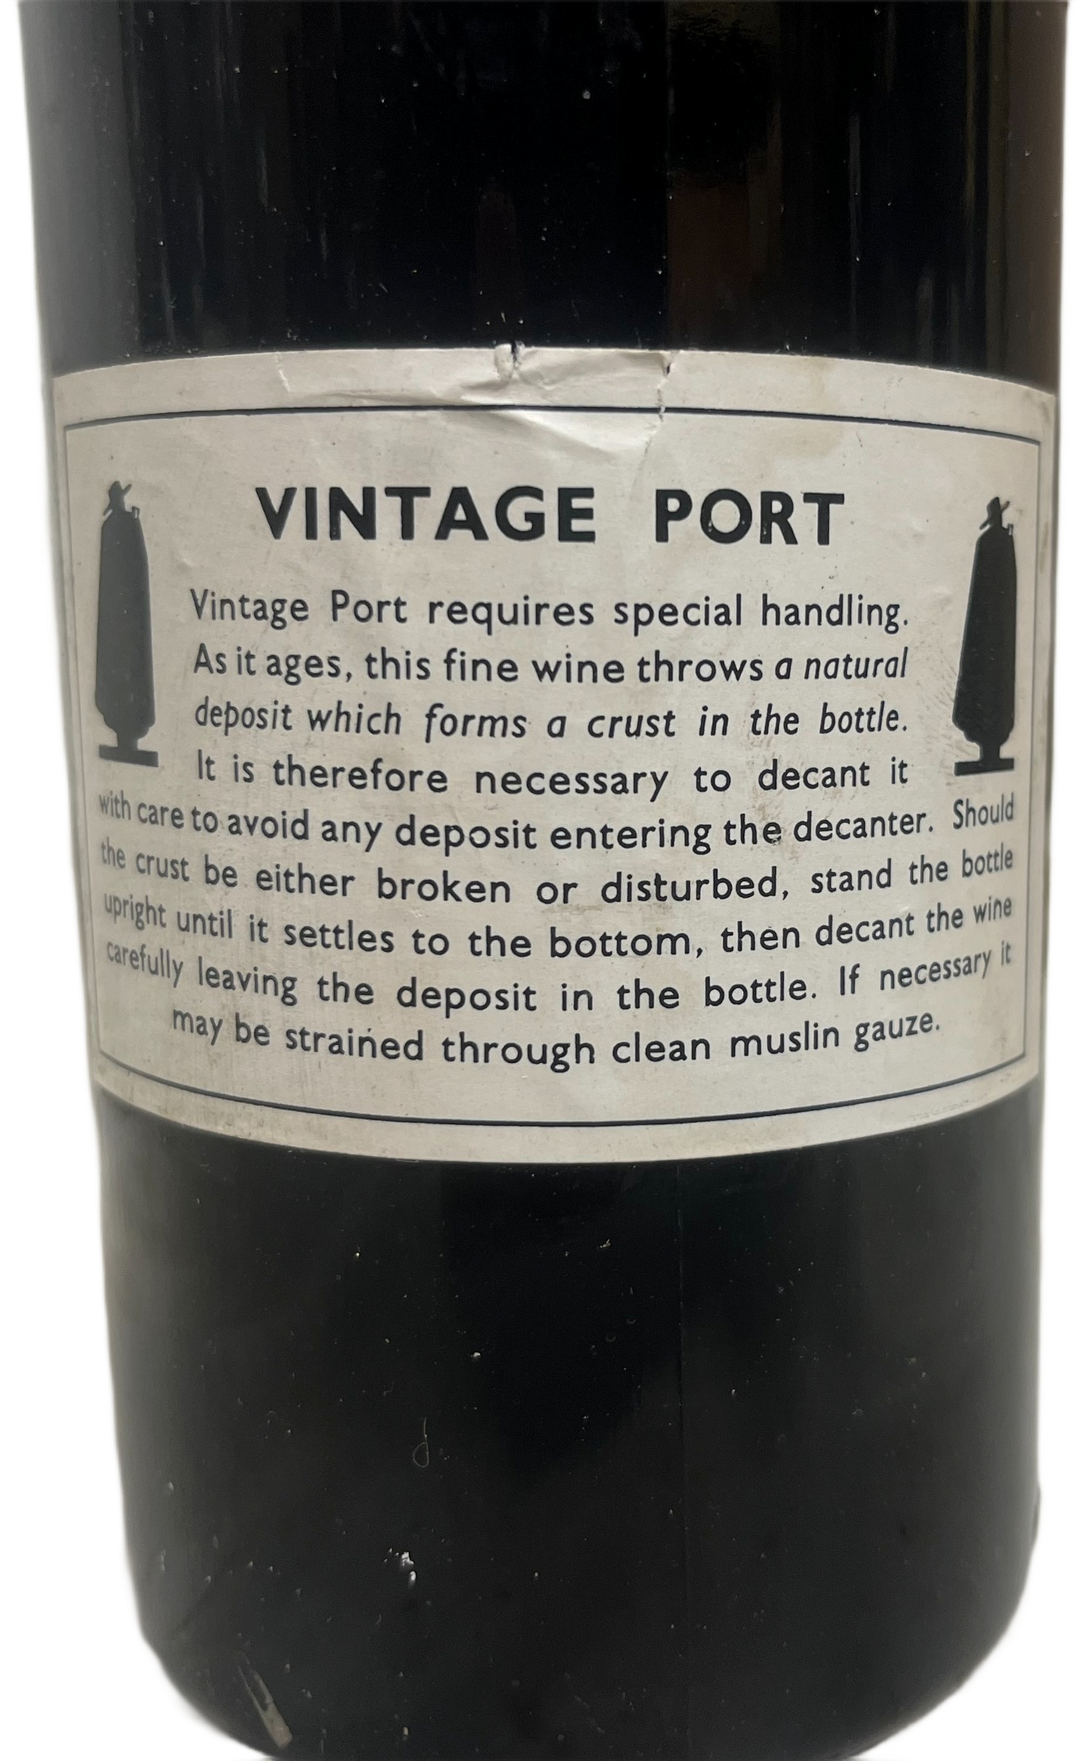 VINTAGE PORT
Vintage Port requires special handling.
As it ages, this fine wine throws a natural
deposit which forms a crust in the bottle.
It is therefore necessary to decant it
with care to avoid any deposit entering the decanter. Should
the crust be either broken or disturbed, stand the bottle
upright until it settles to the bottom, then decant the wine
carefully leaving the deposit in the bottle. If necessary it
may be strained through clean muslin gauze.